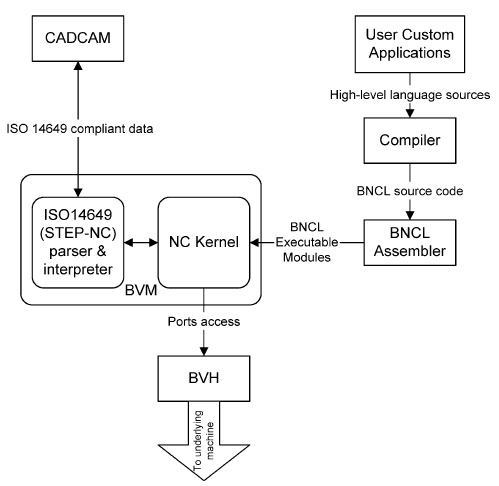 CADCAM
User Custom
Applications
High-level language sources
ISO 14649 compliant data
Compiler
BNCL source code
ISO14649
(STEP-NC)
parser &
interpreter
NC Kernel
BNCL
Executable
Modules
BNCL
Assembler
BVM
Ports access
BVH
To underlying
machine